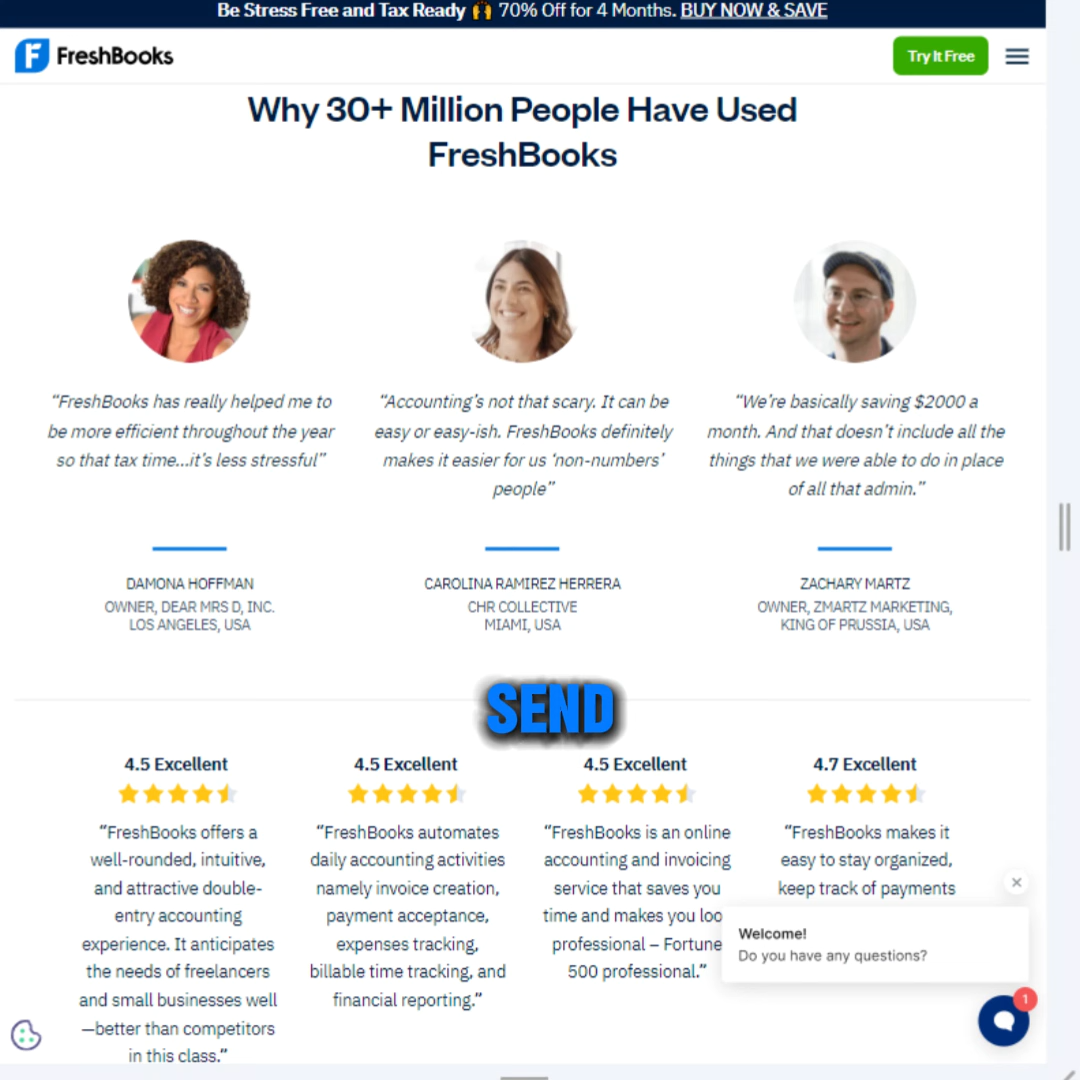 Be Stress Free and Tax Ready 🙌 70% Off for 4 Months. BUY NOW & SAVE
FreshBooks
Try It Free
Why 30+ Million People Have Used
FreshBooks
“FreshBooks has really helped me to
be more efficient throughout the year
so that tax time...it’s less stressful”
“Accounting’s not that scary. It can be
easy or easy-ish. FreshBooks definitely
makes it easier for us ‘non-numbers’
people”
“We’re basically saving $2000 a
month. And that doesn’t include all the
things that we were able to do in place
of all that admin.”
DAMONA HOFFMAN
OWNER, DEAR MRS D, INC.
LOS ANGELES, USA
CAROLINA RAMIREZ HERRERA
CHR COLLECTIVE
MIAMI, USA
ZACHARY MARTZ
OWNER, ZMARTZ MARKETING,
KING OF PRUSSIA, USA
SEND
4.5 Excellent
“FreshBooks offers a
well-rounded, intuitive,
and attractive double-
entry accounting
experience. It anticipates
the needs of freelancers
and small businesses well
—better than competitors
in this class.”
4.5 Excellent
“FreshBooks automates
daily accounting activities
namely invoice creation,
payment acceptance,
expenses tracking,
billable time tracking, and
financial reporting.”
4.5 Excellent
“FreshBooks is an online
accounting and invoicing
service that saves you
time and makes you loo
professional – Fortune
500 professional.”
4.7 Excellent
“FreshBooks makes it
easy to stay organized,
keep track of payments
Welcome!
Do you have any questions?
1